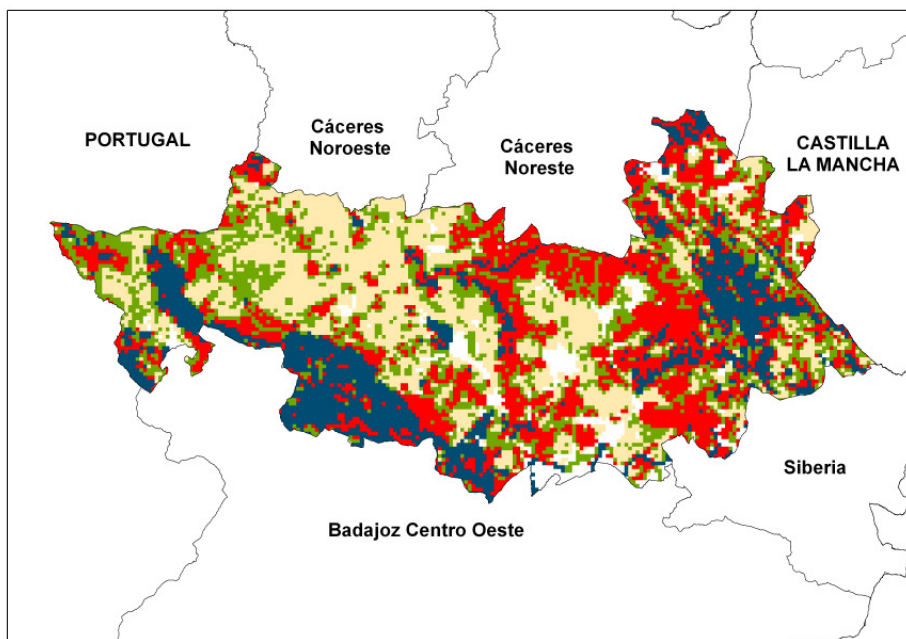 Cáceres
Noroeste
PORTUGAL
Cáceres
Noreste
CASTILLA
LA MANCHA
Siberia
Badajoz Centro Oeste